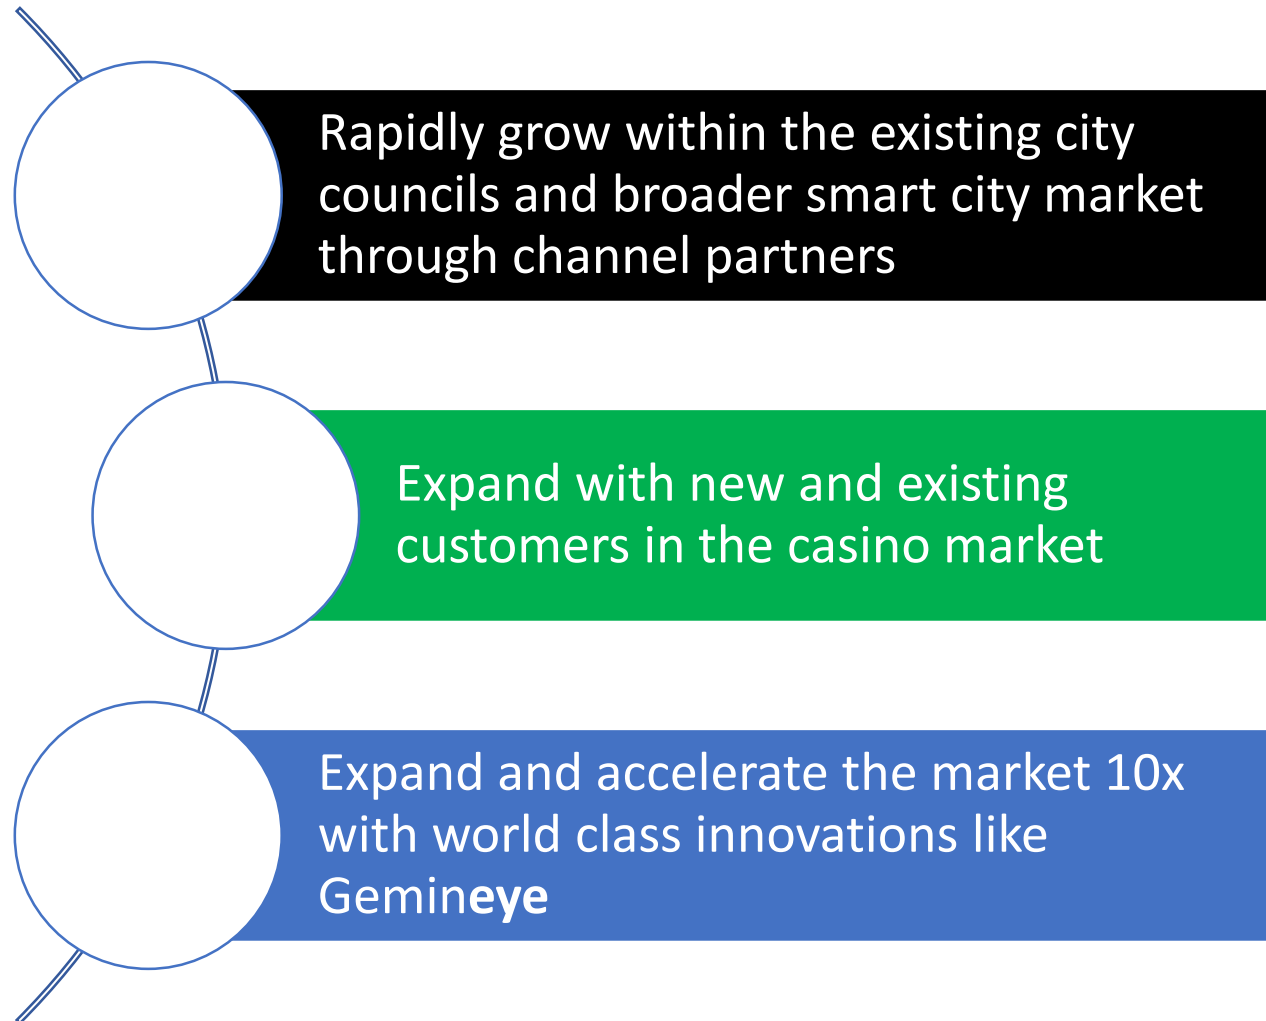 Rapidly grow within the existing city
councils and broader smart city market
through channel partners
Expand with new and existing
customers in the casino market
Expand and accelerate the market 10x
with world class innovations like
Gemineye